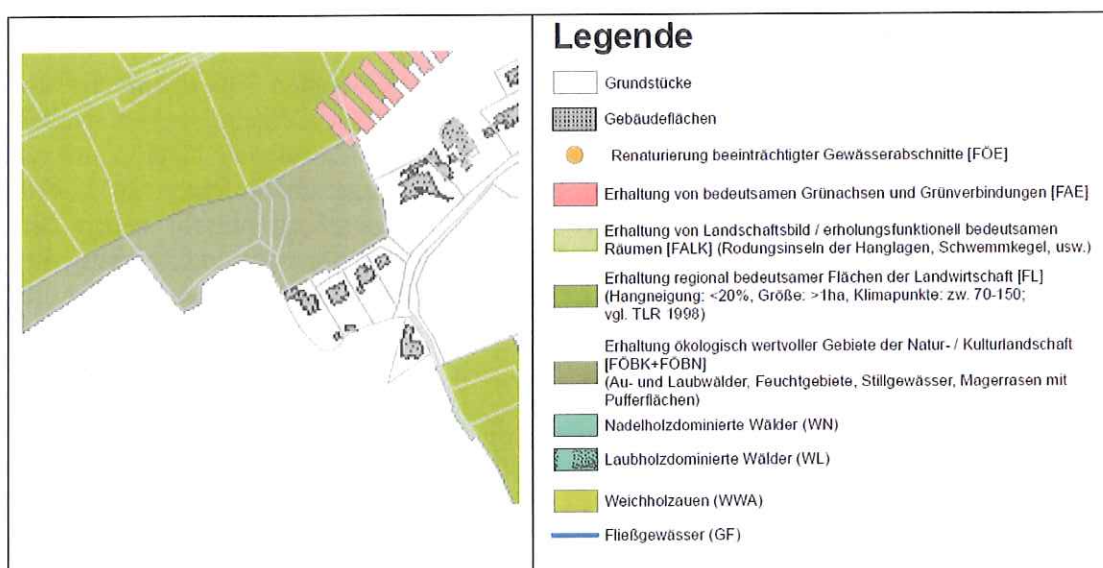 Legende
Grundstücke
Gebäudeflächen
Renaturierung beeinträchtigter Gewässerabschnitte [FÖE]
Erhaltung von bedeutsamen Grünachsen und Grünverbindungen [FAE]
Erhaltung von Landschaftsbild / erholungsfunktionell bedeutsamen
Räumen [FALK] (Rodungsinseln der Hanglagen, Schwemmkegel, usw.)
Erhaltung regional bedeutsamer Flächen der Landwirtschaft [FL]
(Hangneigung: <20%, Größe: >1ha, Klimapunkte: zw. 70-150;
vgl. TLR 1998)
Erhaltung ökologisch wertvoller Gebiete der Natur- / Kulturlandschaft
[FÖBK+FÖBN]
(Au- und Laubwälder, Feuchtgebiete, Stillgewässer, Magerrasen mit
Pufferflächen)
Nadelholzdominierte Wälder (WN)
Laubholzdominierte Wälder (WL)
Weichholzauen (WWA)
Fließgewässer (GF)